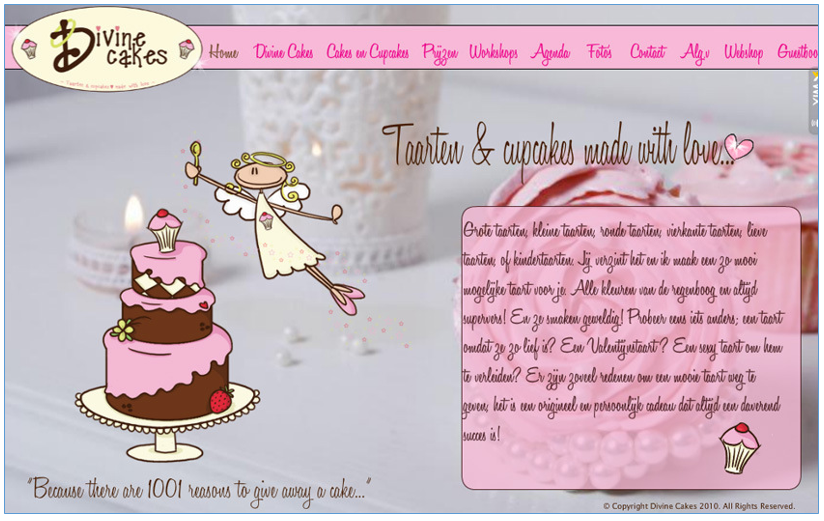 Divine
cakes
~ Taarten & cupcakes made with love ~
Home Divine Cakes Cakes en Cupcakes Prijzen Workshops Agenda Foto's Contact Alg.v Webshop Guestboo
Taarten & cupcakes made with love...
Grote taarten, kleine taarten, ronde taarten, vierkante taarten, lieve
taarten, of kindertaarten. Jij verzint het en ik maak een zo mooi
mogelijke taart voor je. Alle kleuren van de regenboog en altijd
supervers! En ze smaken geweldig! Probeer eens iets anders; een taart
omdat ze zo lief is? Een Valentijnstaart? Een sexy taart om hem
te verleiden? Er zijn zoveel redenen om een mooie taart weg te
geven; het is een origineel en persoonlijk cadeau dat altijd een daverend
succes is!
"Because there are 1001 reasons to give away a cake..."
© Copyright Divine Cakes 2010. All Rights Reserved.